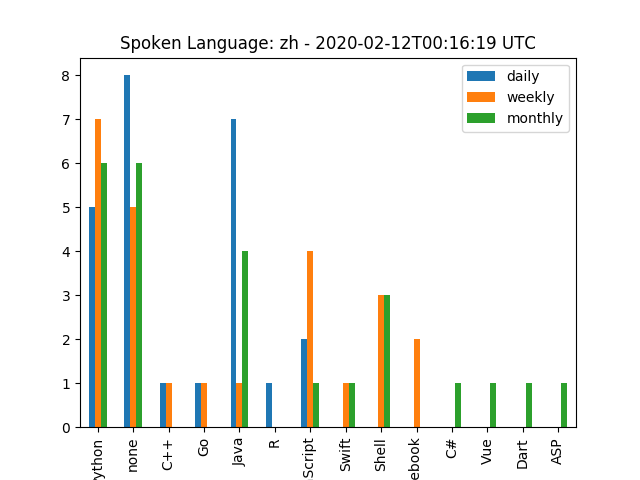 Spoken Language: zh - 2020-02-12T00:16:19 UTC
daily
weekly
monthly
8
7
6
5
4
3
2
1
0
ython
none
C++
Go
Java
R
Script
Swift
Shell
ebook
C#
Vue
Dart
ASP